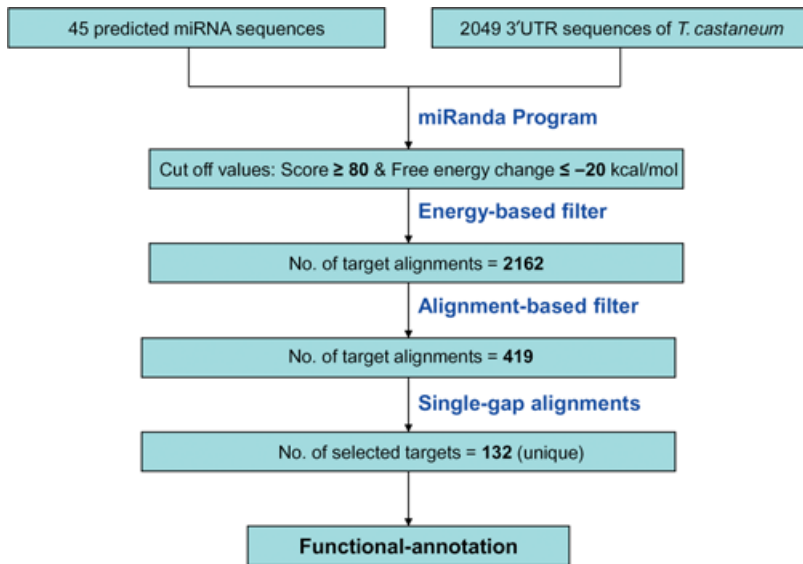 45 predicted miRNA sequences
2049 3′UTR sequences of T. castaneum
miRanda Program
Cut off values: Score ≥ 80 & Free energy change ≤ −20 kcal/mol
Energy-based filter
No. of target alignments = 2162
Alignment-based filter
No. of target alignments = 419
Single-gap alignments
No. of selected targets = 132 (unique)
Functional-annotation